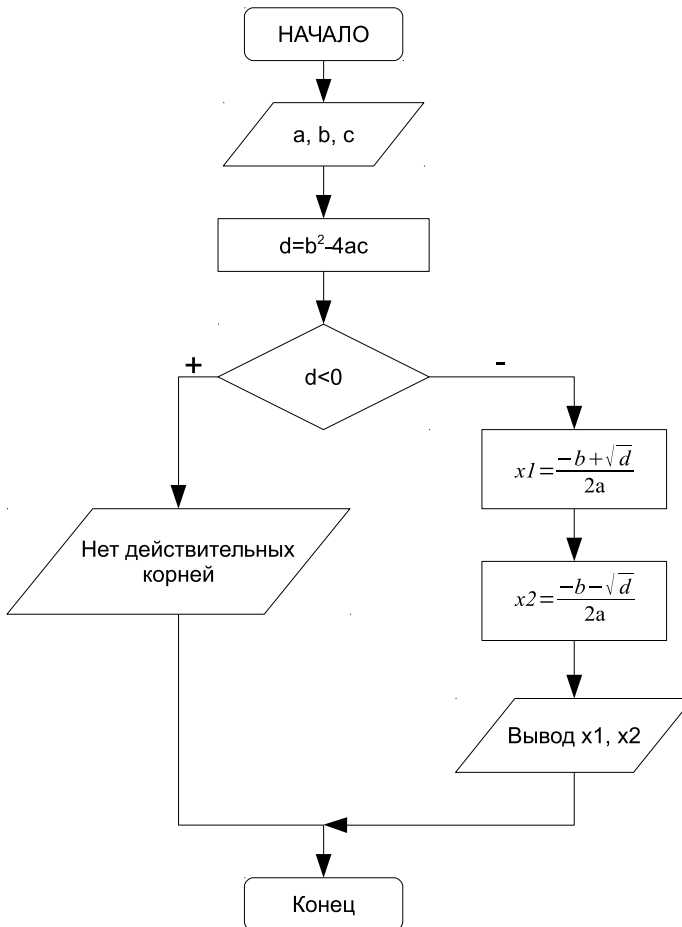 НАЧАЛО
a, b, c
d=b²-4ac
d<0
+
-
x1=(-b+√d)/2a
Нет действительных
корней
x2=(-b-√d)/2a
Вывод x1, x2
Конец